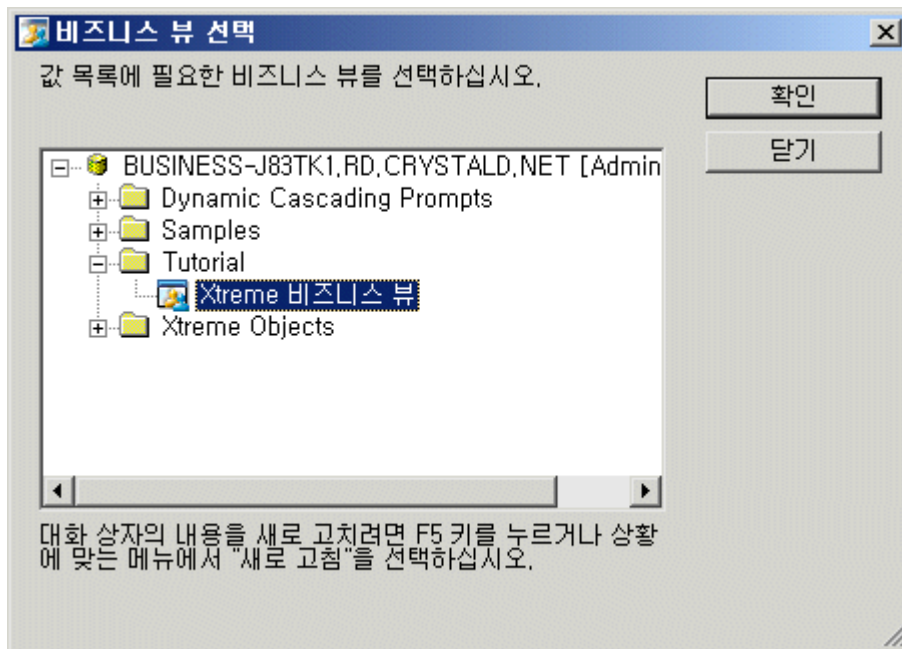 비즈니스 뷰 선택
값 목록에 필요한 비즈니스 뷰를 선택하십시오.
확인
닫기
BUSINESS-J83TK1.RD.CRYSTALD.NET [Admin
Dynamic Cascading Prompts
Samples
Tutorial
Xtreme 비즈니스 뷰
Xtreme Objects
대화 상자의 내용을 새로 고치려면 F5 키를 누르거나 상황
에 맞는 메뉴에서 "새로 고침"을 선택하십시오.